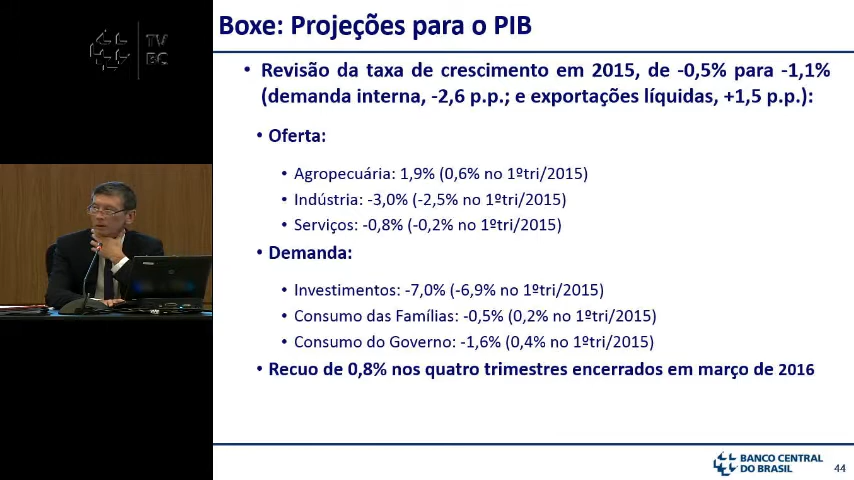 TV
BC
Boxe: Projeções para o PIB
• Revisão da taxa de crescimento em 2015, de -0,5% para -1,1%
(demanda interna, -2,6 p.p.; e exportações líquidas, +1,5 p.p.):
• Oferta:
• Agropecuária: 1,9% (0,6% no 1ºtri/2015)
• Indústria: -3,0% (-2,5% no 1ºtri/2015)
• Serviços: -0,8% (-0,2% no 1ºtri/2015)
• Demanda:
• Investimentos: -7,0% (-6,9% no 1ºtri/2015)
• Consumo das Famílias: -0,5% (0,2% no 1ºtri/2015)
• Consumo do Governo: -1,6% (0,4% no 1ºtri/2015)
• Recuo de 0,8% nos quatro trimestres encerrados em março de 2016
BANCO CENTRAL
DO BRASIL
44